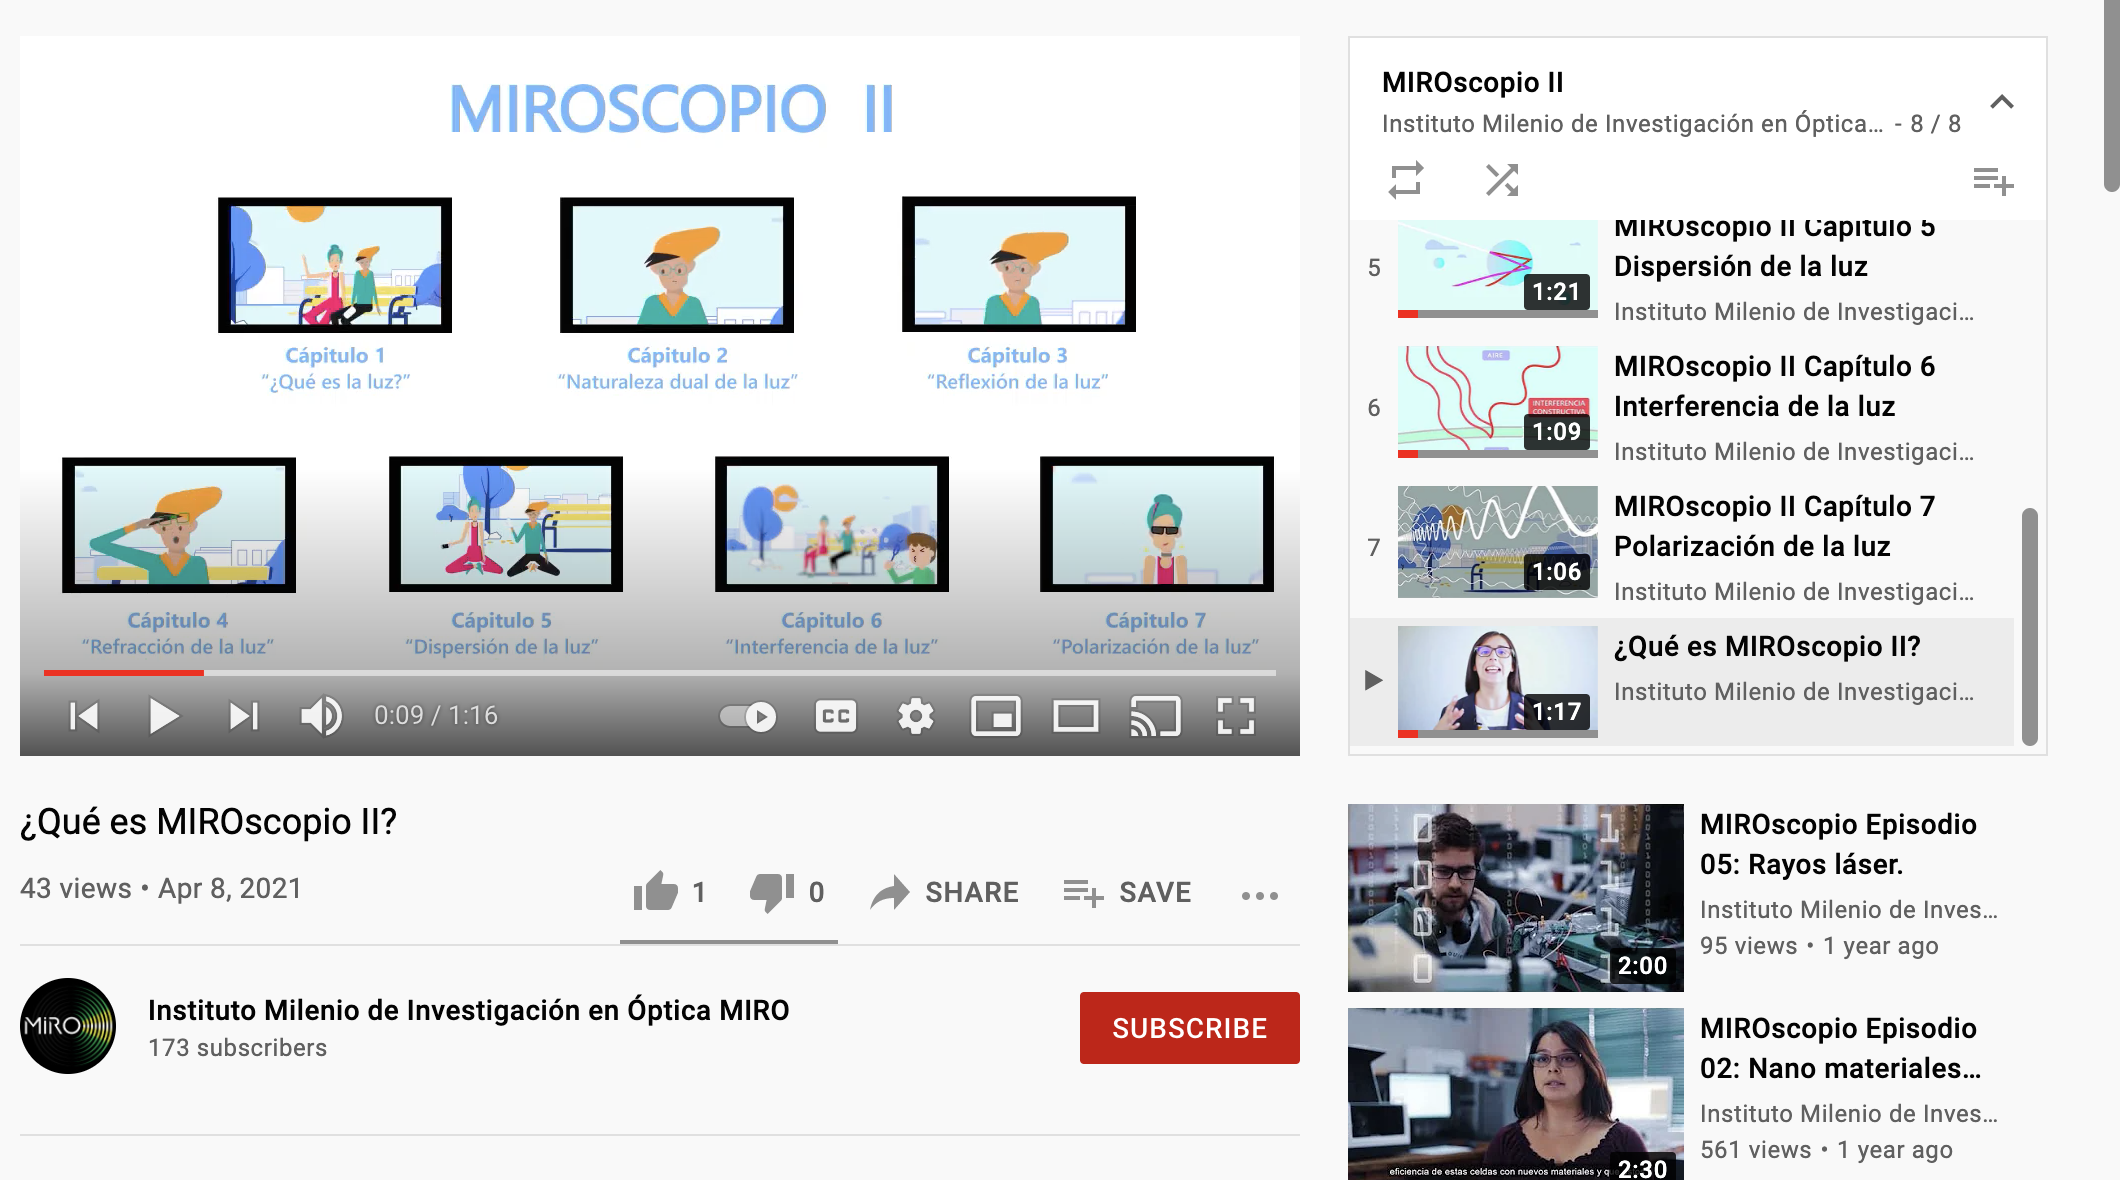 MIROSCOPIO II
Cápitulo 1
“¿Qué es la luz?”
Cápitulo 2
“Naturaleza dual de la luz”
Cápitulo 3
“Reflexión de la luz”
Cápitulo 4
“Refracción de la luz”
Cápitulo 5
“Dispersión de la luz”
Cápitulo 6
“Interferencia de la luz”
Cápitulo 7
“Polarización de la luz”
0:09 / 1:16
CC
¿Qué es MIROscopio II?
43 views • Apr 8, 2021
1
0
SHARE
SAVE
MIRO
Instituto Milenio de Investigación en Óptica MIRO
173 subscribers
SUBSCRIBE
MIROscopio II
Instituto Milenio de Investigación en Óptica... - 8 / 8
5
1:21
MIROscopio II Capítulo 5
Dispersión de la luz
Instituto Milenio de Investigaci...
6
AIRE
INTERFERENCIA
CONSTRUCTIVA
1:09
MIROscopio II Capítulo 6
Interferencia de la luz
Instituto Milenio de Investigaci...
7
1:06
MIROscopio II Capítulo 7
Polarización de la luz
Instituto Milenio de Investigaci...
1:17
¿Qué es MIROscopio II?
Instituto Milenio de Investigaci...
2:00
MIROscopio Episodio
05: Rayos láser.
Instituto Milenio de Inves...
95 views • 1 year ago
eficiencia de estas celdas con nuevos materiales y
2:30
MIROscopio Episodio
02: Nano materiales...
Instituto Milenio de Inves...
561 views • 1 year ago